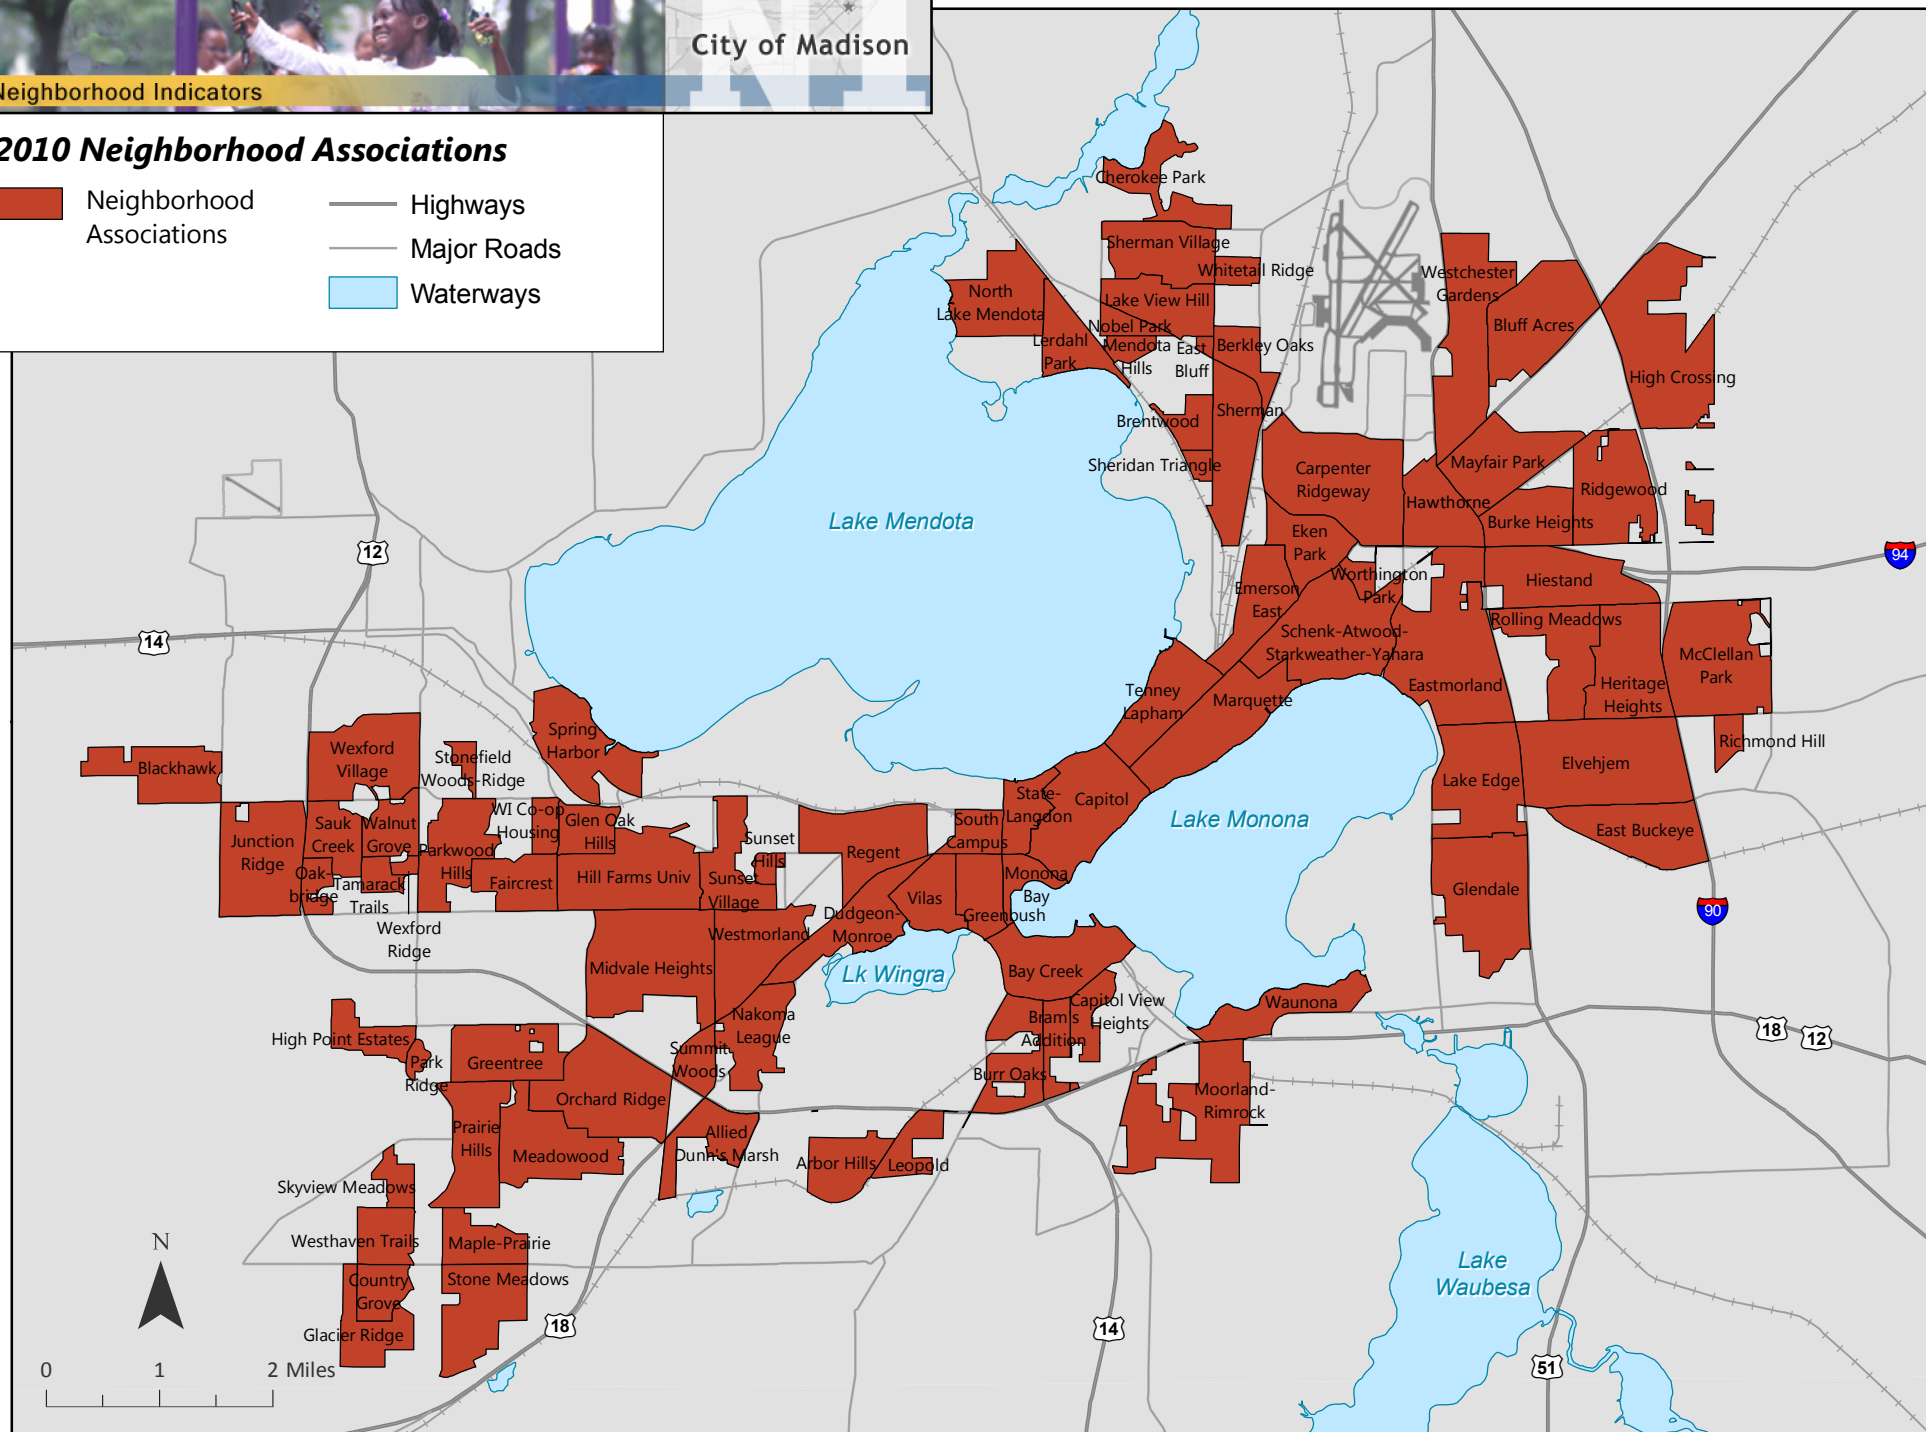 City of Madison
Neighborhood Indicators
2010 Neighborhood Associations
Neighborhood
Associations
Highways
Major Roads
Waterways
Cherokee Park
Sherman Village
Whitetail Ridge
Westchester
Gardens
North
Lake Mendota
Lake View Hill
Nobel Park
Bluff Acres
Lerdahl
Park
Mendota
Hills
East
Bluff
Berkley Oaks
High Crossing
Brentwood
Sherman
Sheridan Triangle
Carpenter
Ridgeway
Mayfair Park
Hawthorne
Ridgewood
Burke Heights
Lake Mendota
Eken
Park
12
94
Worthington
Park
Hiestand
Emerson
East
Rolling Meadows
Schenk-Atwood-
Starkweather-Yahara
14
McClellan
Park
Eastmorland
Heritage
Heights
Tenney
Lapham
Marquette
Spring
Harbor
Richmond Hill
Wexford
Village
Stonefield
Woods-Ridge
Blackhawk
Elvehjem
Lake Edge
State-
Langdon
Capitol
Lake Monona
WI Co-op
Housing
Glen Oak
Hills
South
Campus
Sauk
Creek
Walnut
Grove
Sunset
Hills
East Buckeye
Junction
Ridge
Parkwood
Hills
Regent
Oak-
bridge
Tamarack
Trails
Faircrest
Hill Farms Univ
Sunset
Village
Monona
Bay
Vilas
Greenbush
Glendale
90
Wexford
Ridge
Dudgeon-
Monroe
Westmorland
Midvale Heights
Lk Wingra
Bay Creek
Capitol View
Heights
Waunona
Nakoma
League
Bram's
Addition
High Point Estates
18
12
Park
Ridge
Greentree
Summit
Woods
Burr Oaks
Moorland-
Rimrock
Orchard Ridge
Prairie
Hills
Meadowood
Allied
Dunn's Marsh
Arbor Hills
Leopold
Skyview Meadows
Westhaven Trails
Maple-Prairie
Lake
Waubesa
Country
Grove
Stone Meadows
Glacier Ridge
18
14
51
N
0 1 2 Miles